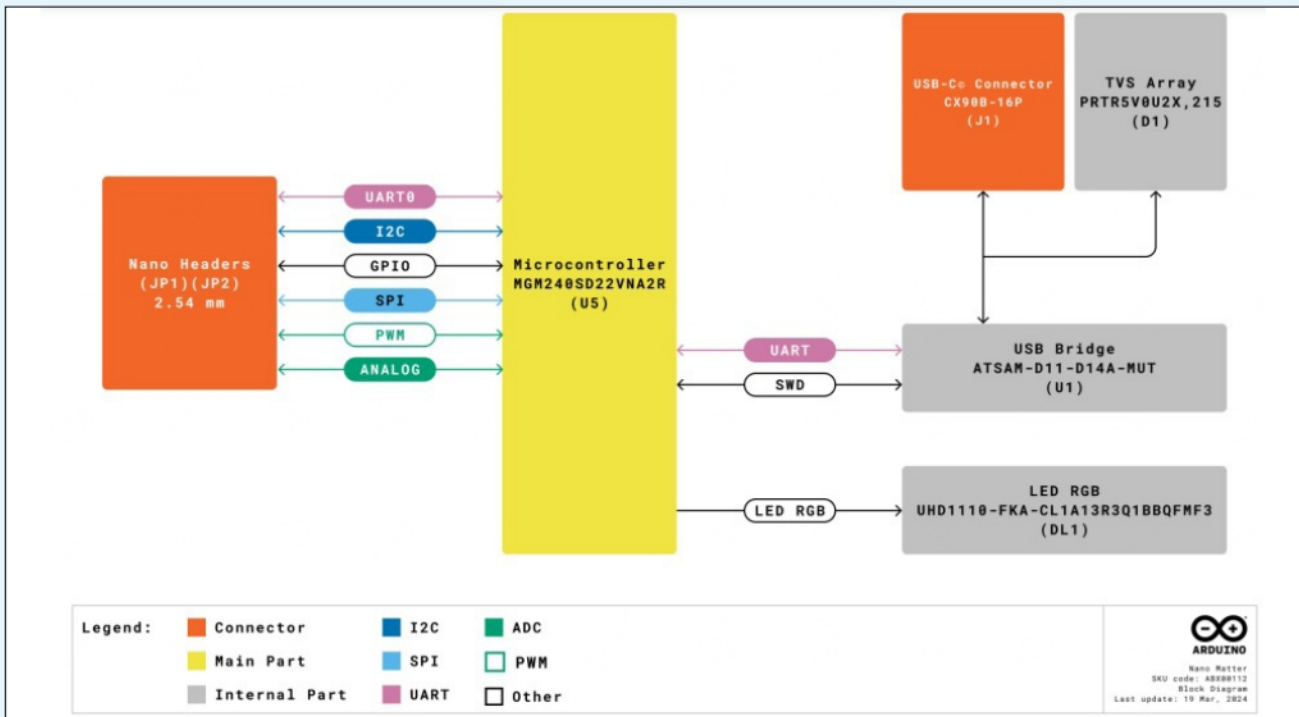 USB-C® Connector
CX90B-16P
(J1)
TVS Array
PRTR5V0U2X,215
(D1)
Nano Headers
(JP1)(JP2)
2.54 mm
UART0
I2C
GPIO
SPI
PWM
ANALOG
Microcontroller
MGM240SD22VNA2R
(U5)
UART
SWD
USB Bridge
ATSAM-D11-D14A-MUT
(U1)
LED RGB
LED RGB
UHD1110-FKA-CL1A13R3Q1BBQFMF3
(DL1)
Legend:
Connector
Main Part
Internal Part
I2C
SPI
UART
ADC
PWM
Other
ARDUINO
Nano Matter
SKU code: ABX00112
Block Diagram
Last update: 19 Mar, 2024